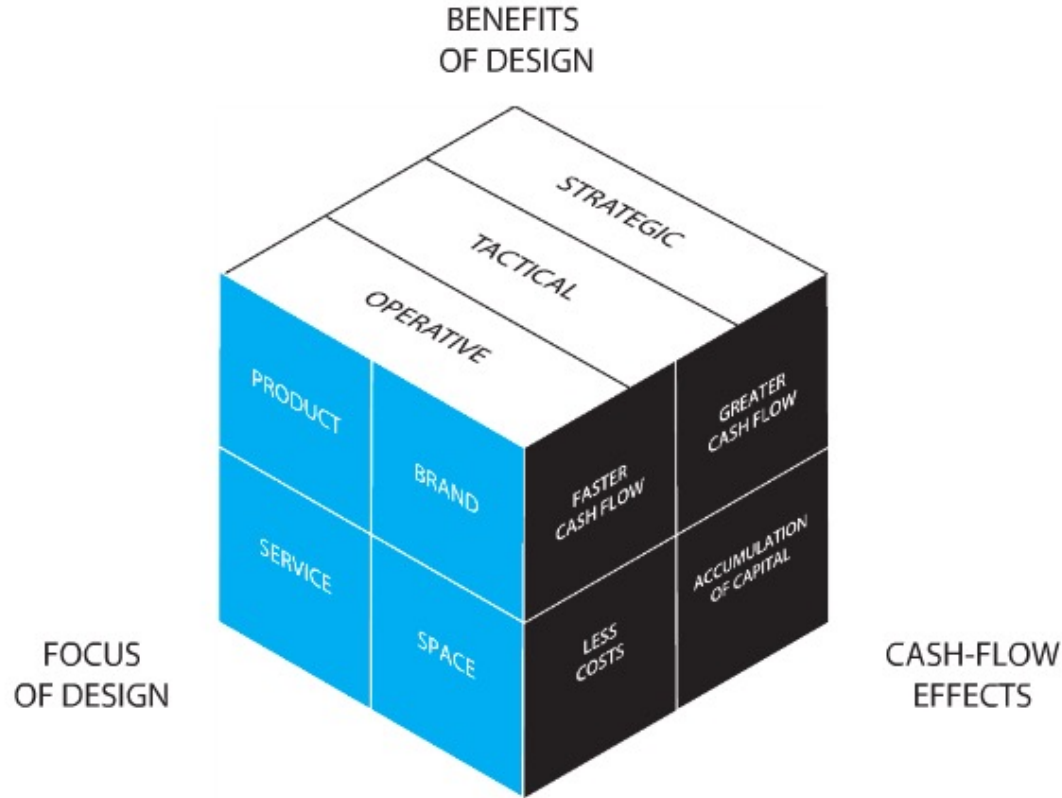 BENEFITS
OF DESIGN
STRATEGIC
TACTICAL
OPERATIVE
PRODUCT
BRAND
SERVICE
SPACE
FASTER
CASH FLOW
GREATER
CASH FLOW
LESS
COSTS
ACCUMULATION
OF CAPITAL
FOCUS
OF DESIGN
CASH-FLOW
EFFECTS